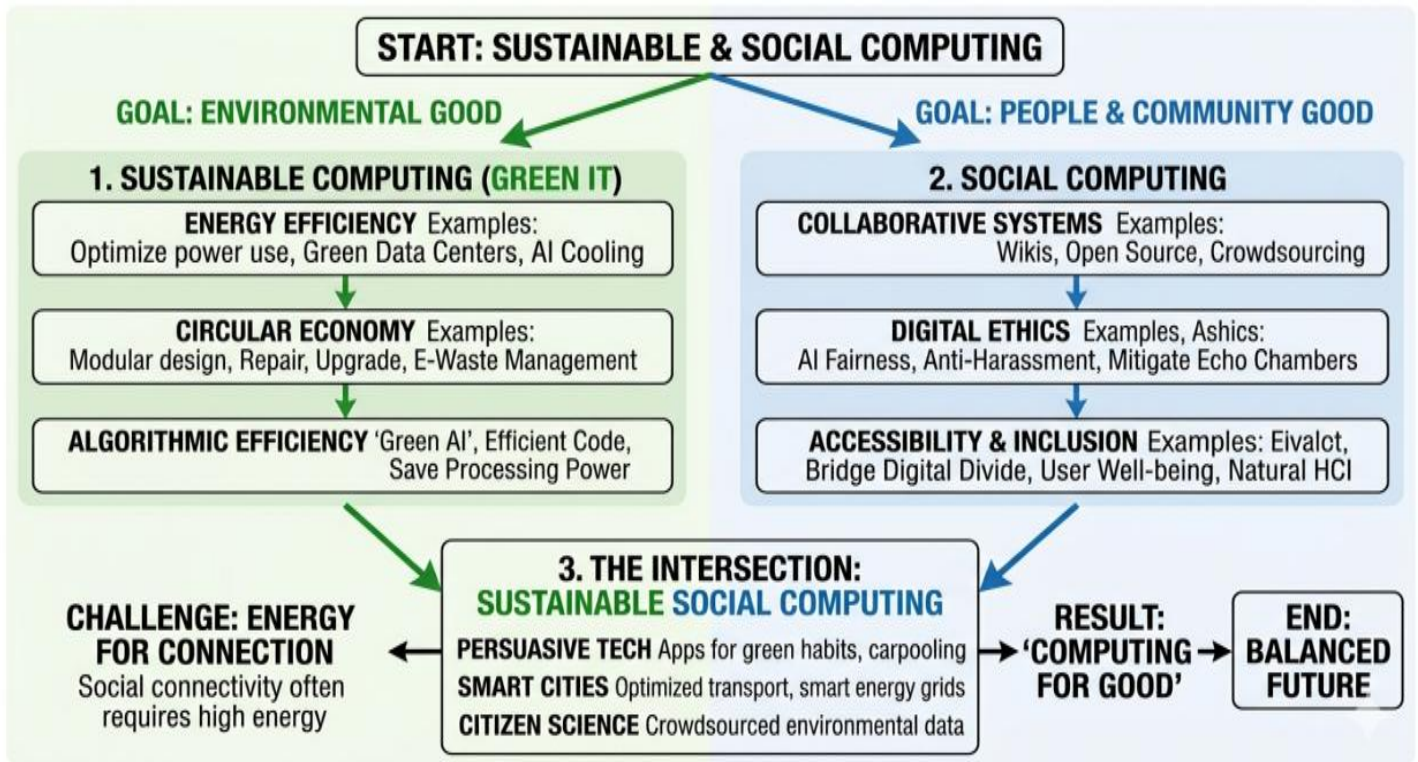 START: SUSTAINABLE & SOCIAL COMPUTING
GOAL: ENVIRONMENTAL GOOD
GOAL: PEOPLE & COMMUNITY GOOD
1. SUSTAINABLE COMPUTING (GREEN IT)
ENERGY EFFICIENCY Examples:
Optimize power use, Green Data Centers, AI Cooling
CIRCULAR ECONOMY Examples:
Modular design, Repair, Upgrade, E-Waste Management
ALGORITHMIC EFFICIENCY 'Green AI', Efficient Code,
Save Processing Power
2. SOCIAL COMPUTING
COLLABORATIVE SYSTEMS Examples:
Wikis, Open Source, Crowdsourcing
DIGITAL ETHICS Examples, Ashics:
AI Fairness, Anti-Harassment, Mitigate Echo Chambers
ACCESSIBILITY & INCLUSION Examples: Eivalct,
Bridge Digital Divide, User Well-being, Natural HCI
3. THE INTERSECTION:
SUSTAINABLE SOCIAL COMPUTING
PERSUASIVE TECH Apps for green habits, carpooling
SMART CITIES Optimized transport, smart energy grids
CITIZEN SCIENCE Crowdsourced environmental data
CHALLENGE: ENERGY
FOR CONNECTION
Social connectivity often
requires high energy
RESULT:
'COMPUTING
FOR GOOD'
END:
BALANCED
FUTURE